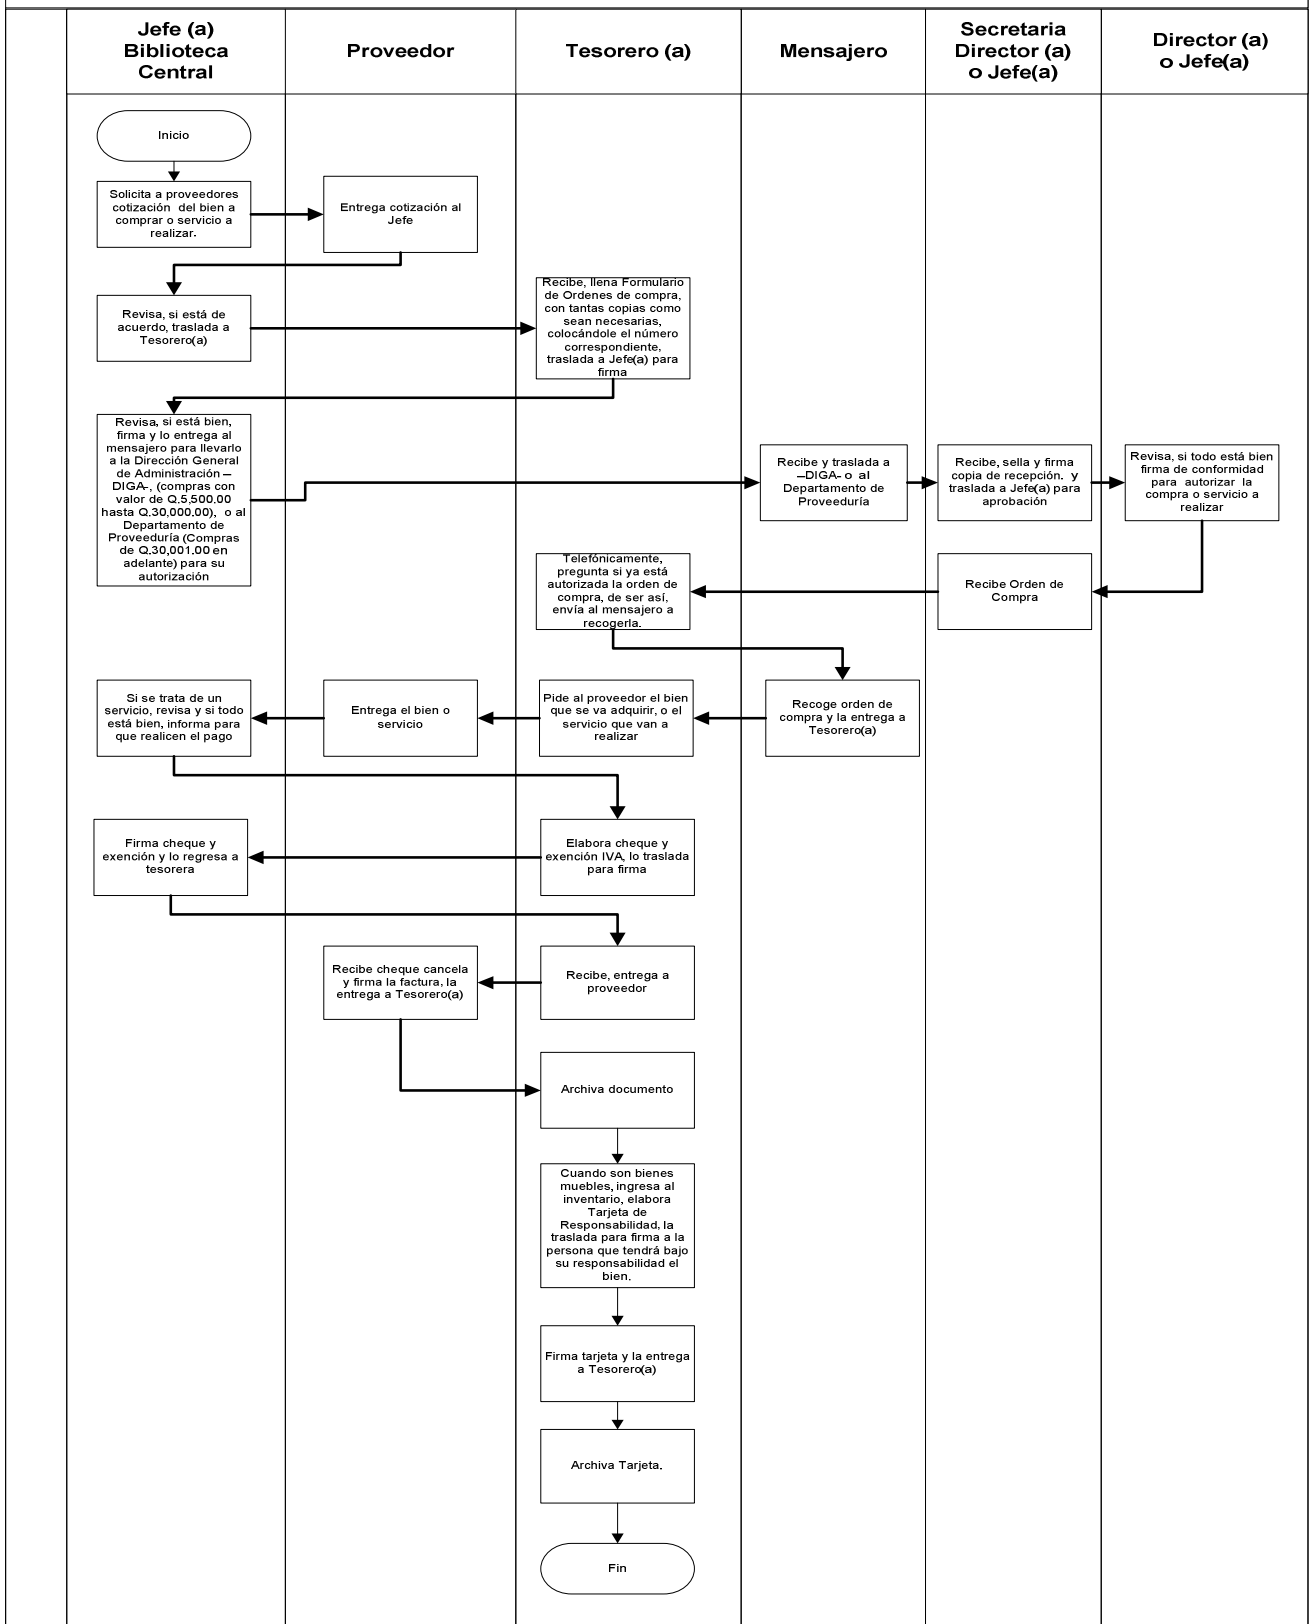 Jefe (a)
Biblioteca
Central
Proveedor
Tesorero (a)
Mensajero
Secretaria
Director (a)
o Jefe(a)
Director (a)
o Jefe(a)
Inicio
Solicita a proveedores
cotización del bien a
comprar o servicio a
realizar.
Entrega cotización al
Jefe
Revisa, si está de
acuerdo, traslada a
Tesorero(a)
Recibe, llena Formulario
de Ordenes de compra,
con tantas copias como
sean necesarias,
colocándole el número
correspondiente,
traslada a Jefe(a) para
firma
Revisa, si está bien,
firma y lo entrega al
mensajero para llevarlo
a la Dirección General
de Administración –
DIGA-, (compras con
valor de Q.5,500.00
hasta Q.30,000.00), o al
Departamento de
Proveeduría (Compras
de Q.30,001.00 en
adelante) para su
autorización
Recibe y traslada a
–DIGA- o al
Departamento de
Proveeduría
Recibe, sella y firma
copia de recepción. y
traslada a Jefe(a) para
aprobación
Revisa, si todo está bien
firma de conformidad
para autorizar la
compra o servicio a
realizar
Recibe Orden de
Compra
Telefónicamente,
pregunta si ya está
autorizada la orden de
compra, de ser así,
envía al mensajero a
recogerla.
Recoge orden de
compra y la entrega a
Tesorero(a)
Pide al proveedor el bien
que se va adquirir, o el
servicio que van a
realizar
Entrega el bien o
servicio
Si se trata de un
servicio, revisa y si todo
está bien, informa para
que realicen el pago
Elabora cheque y
exención IVA, lo traslada
para firma
Firma cheque y
exención y lo regresa a
tesorera
Recibe, entrega a
proveedor
Recibe cheque cancela
y firma la factura, la
entrega a Tesorero(a)
Archiva documento
Cuando son bienes
muebles, ingresa al
inventario, elabora
Tarjeta de
Responsabilidad, la
traslada para firma a la
persona que tendrá bajo
su responsabilidad el
bien.
Firma tarjeta y la entrega
a Tesorero(a)
Archiva Tarjeta.
Fin